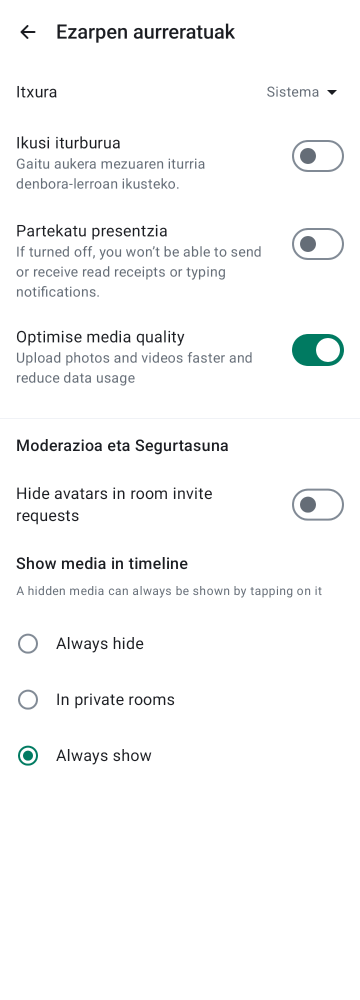 Ezarpen aurreratuak
Itxura
Sistema
Ikusi iturburua
Gaitu aukera mezuaren iturria
denbora-lerroan ikusteko.
Partekatu presentzia
If turned off, you won’t be able to send
or receive read receipts or typing
notifications.
Optimise media quality
Upload photos and videos faster and
reduce data usage
Moderazioa eta Segurtasuna
Hide avatars in room invite
requests
Show media in timeline
A hidden media can always be shown by tapping on it
Always hide
In private rooms
Always show